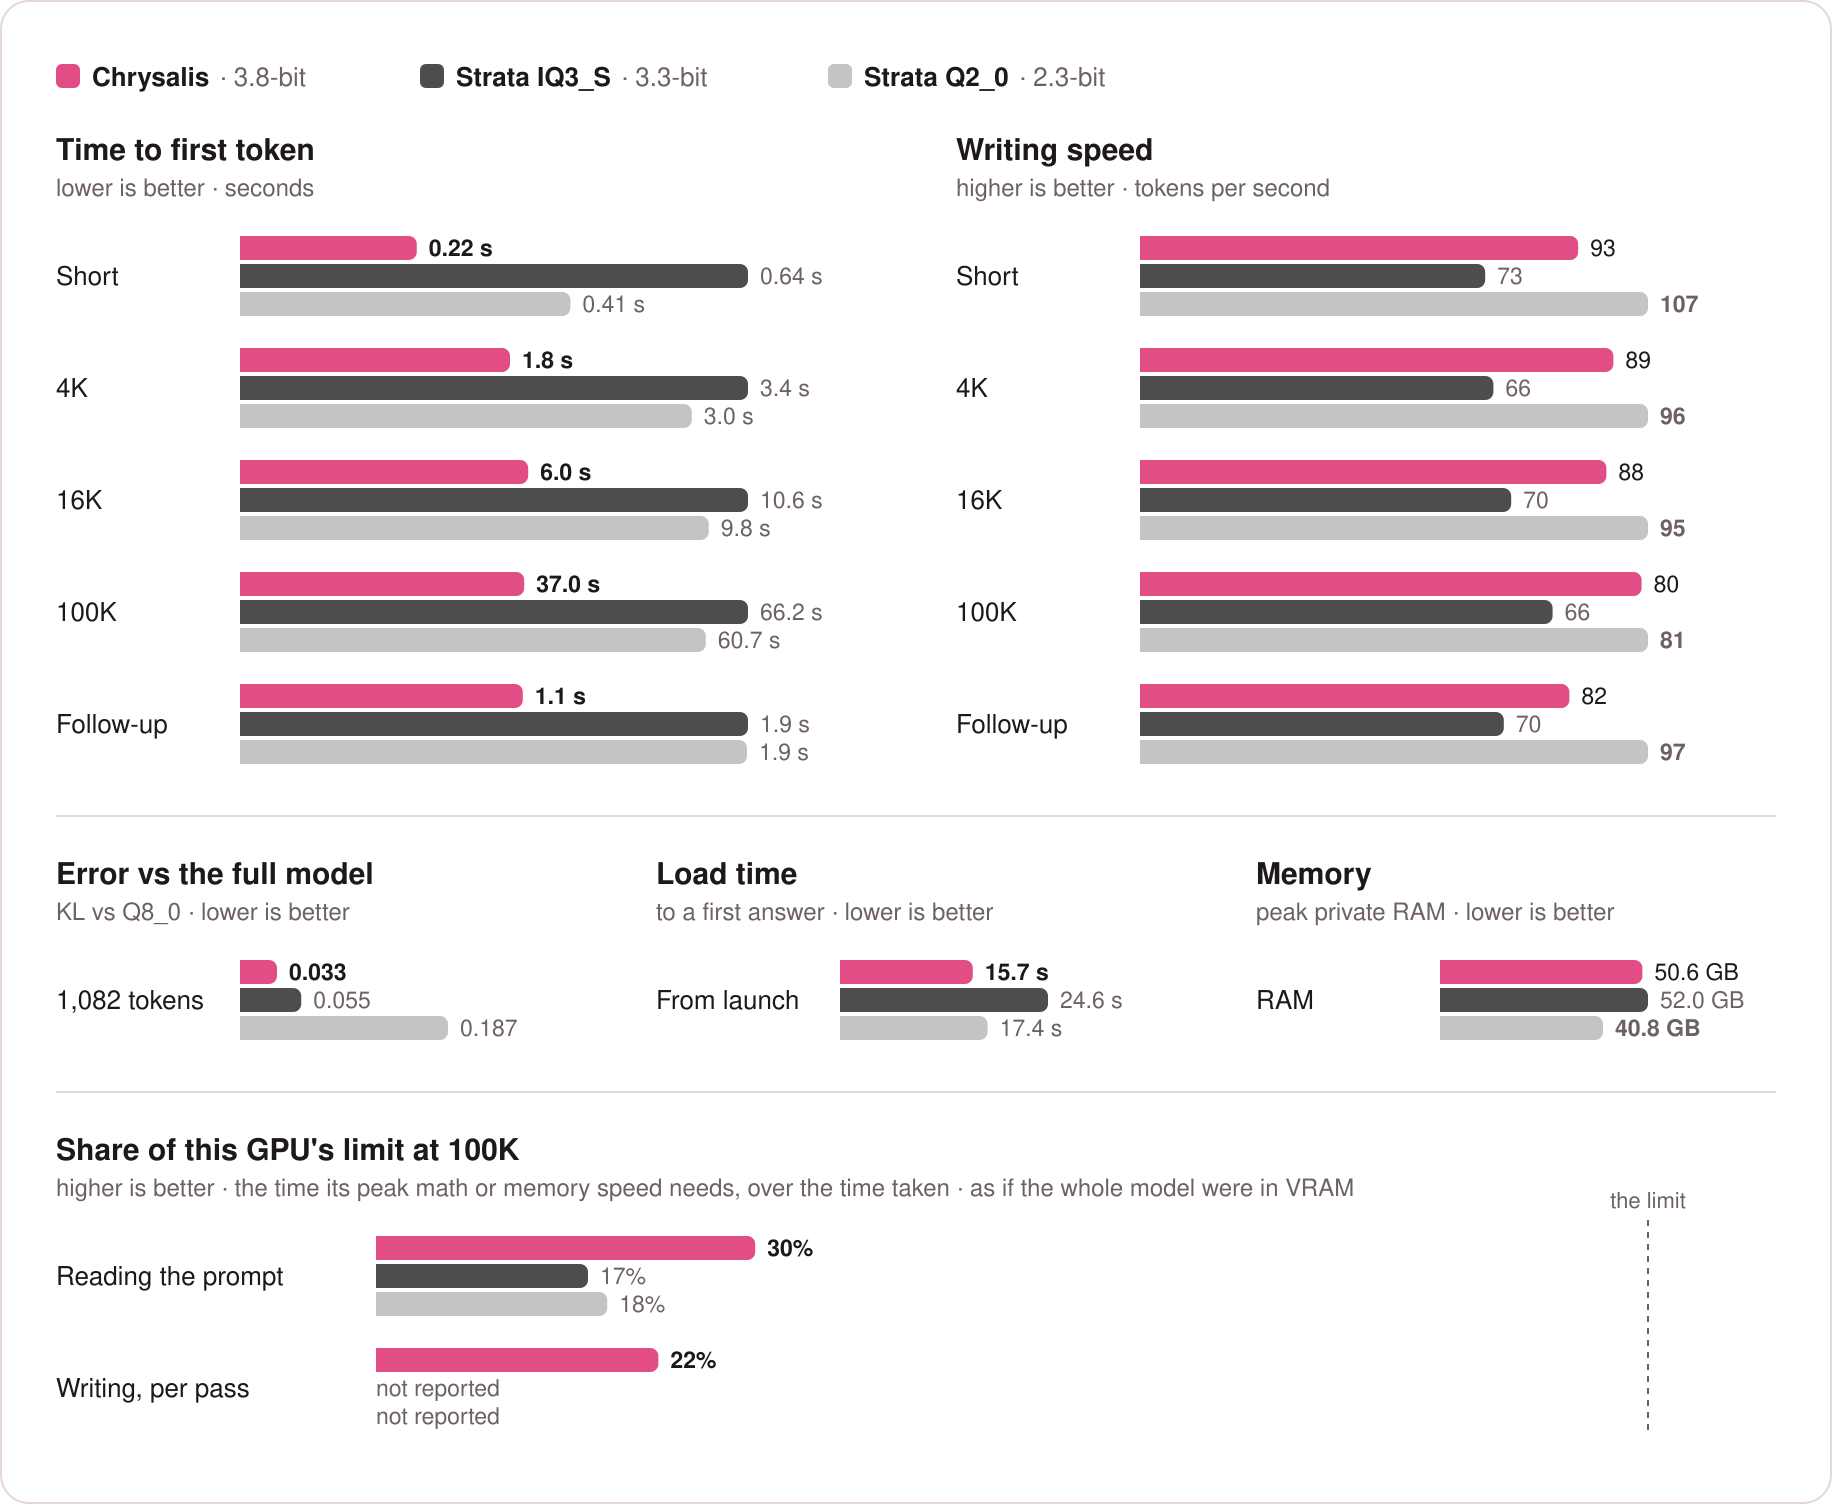 Chrysalis · 3.8-bit
Strata IQ3_S · 3.3-bit
Strata Q2_0 · 2.3-bit
Time to first token
lower is better · seconds
Short
0.22 s
0.64 s
0.41 s
4K
1.8 s
3.4 s
3.0 s
16K
6.0 s
10.6 s
9.8 s
100K
37.0 s
66.2 s
60.7 s
Follow-up
1.1 s
1.9 s
1.9 s
Writing speed
higher is better · tokens per second
Short
93
73
107
4K
89
66
96
16K
88
70
95
100K
80
66
81
Follow-up
82
70
97
Error vs the full model
KL vs Q8_0 · lower is better
1,082 tokens
0.033
0.055
0.187
Load time
to a first answer · lower is better
From launch
15.7 s
24.6 s
17.4 s
Memory
peak private RAM · lower is better
RAM
50.6 GB
52.0 GB
40.8 GB
Share of this GPU's limit at 100K
higher is better · the time its peak math or memory speed needs, over the time taken · as if the whole model were in VRAM
the limit
Reading the prompt
30%
17%
18%
Writing, per pass
22%
not reported
not reported